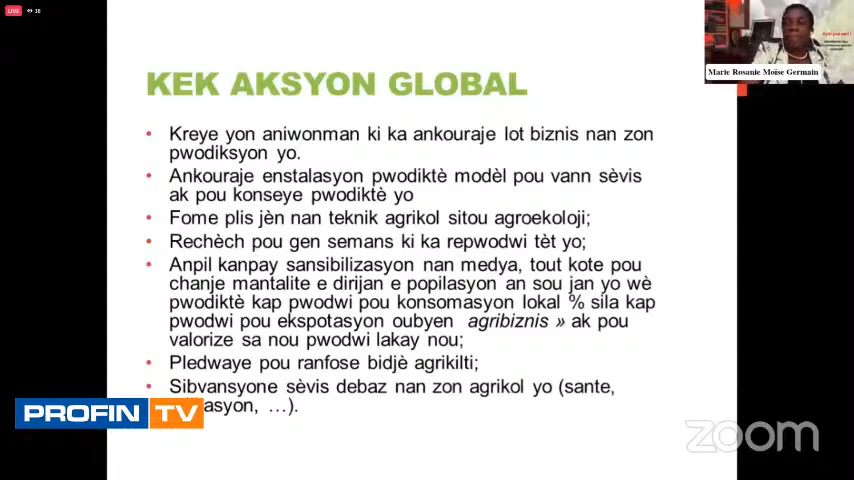 LIVE
38
Marie Rosanie Moïse Germain
KEK AKSYON GLOBAL
• Kreye yon aniwonman ki ka ankouraje lot biznis nan zon
pwodiksyon yo.
• Ankouraje enstalasyon pwodiktè modèl pou vann sèvis
ak pou konseye pwodiktè yo
• Fome plis jèn nan teknik agrikol sitou agroekoloji;
• Rechèch pou gen semans ki ka repwodwi tèt yo;
• Anpil kanpay sansibilizasyon nan medya, tout kote pou
chanje mantalite e dirijan e popilasyon an sou jan yo wè
pwodiktè kap pwodwi pou konsomasyon lokal % sila kap
pwodwi pou ekspotasyon oubyen agribiznis » ak pou
valorize sa nou pwodwi lakay nou;
• Pledwaye pou ranfose bidjè agrikilti;
• Sibvansyone sèvis debaz nan zon agrikol yo (sante,
asyon, …).
PROFIN TV
zoom